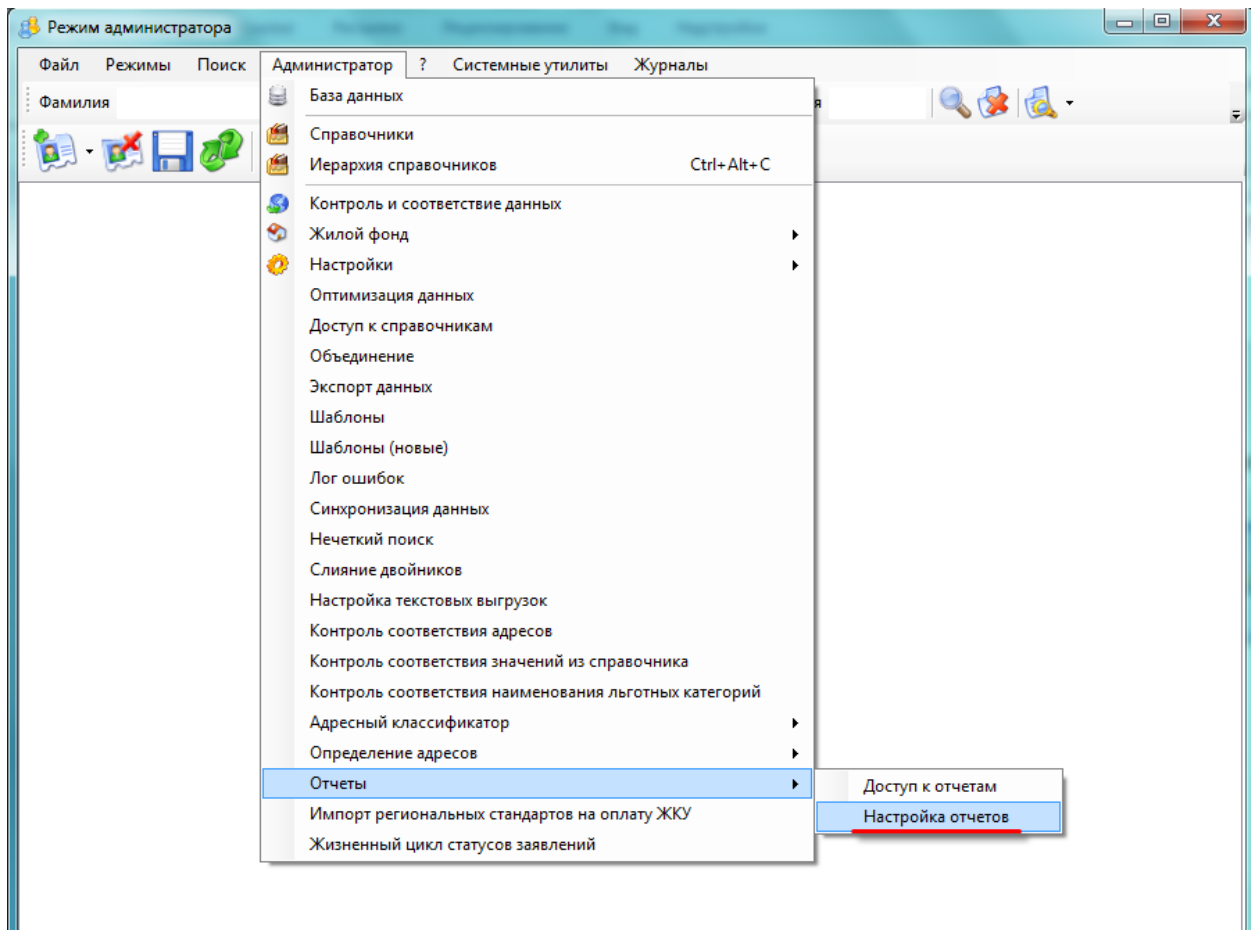 Режим администратора
Файл Режимы Поиск Администратор ? Системные утилиты Журналы
Фамилия
База данных
Справочники
Иерархия справочников Ctrl+Alt+C
Контроль и соответствие данных
Жилой фонд
Настройки
Оптимизация данных
Доступ к справочникам
Объединение
Экспорт данных
Шаблоны
Шаблоны (новые)
Лог ошибок
Синхронизация данных
Нечеткий поиск
Слияние двойников
Настройка текстовых выгрузок
Контроль соответствия адресов
Контроль соответствия значений из справочника
Контроль соответствия наименования льготных категорий
Адресный классификатор
Определение адресов
Отчеты
Доступ к отчетам
Настройка отчетов
Импорт региональных стандартов на оплату ЖКУ
Жизненный цикл статусов заявлений